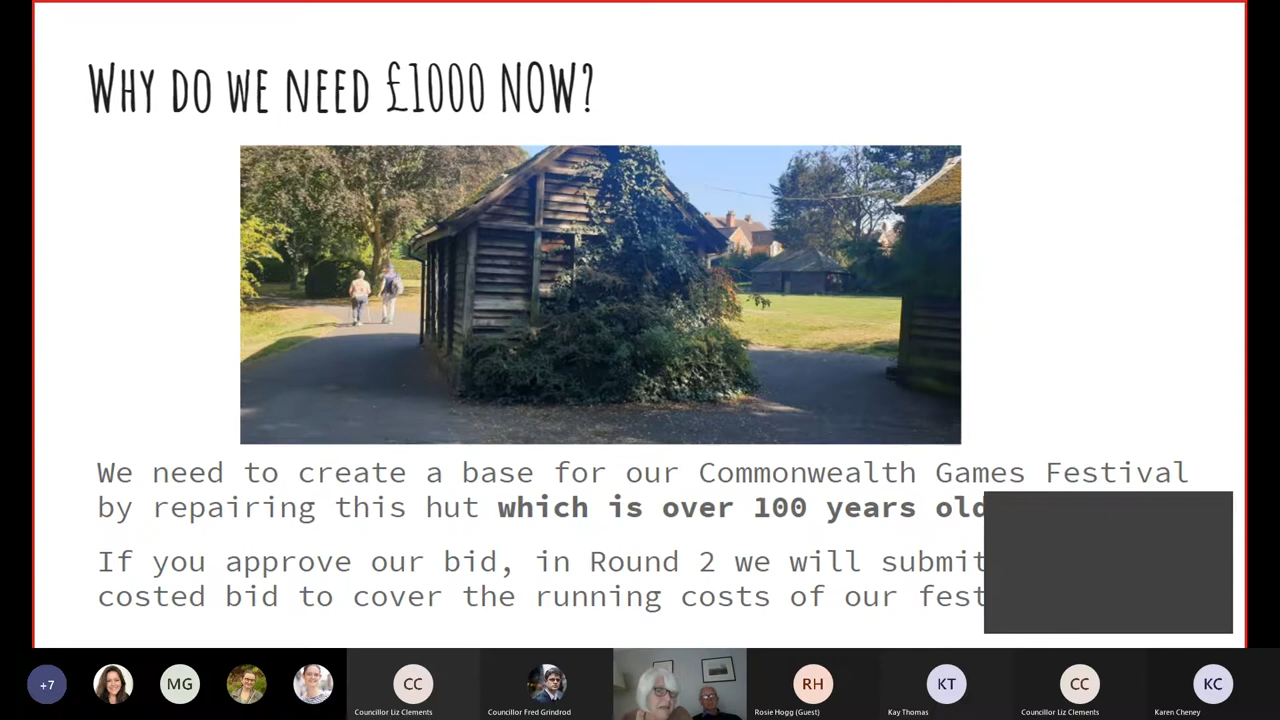 WHY DO WE NEED £1000 NOW?
We need to create a base for our Commonwealth Games Festival
by repairing this hut which is over 100 years old
If you approve our bid, in Round 2 we will submit
costed bid to cover the running costs of our fest
+7
MG
CC
RH
KT
CC
KC
Councillor Liz Clements
Councillor Fred Grindrod
Rosie Hogg (Guest)
Kay Thomas
Councillor Liz Clements
Karen Cheney